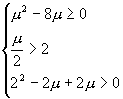 μ² − 8μ ≥ 0
μ/2 > 2
2² − 2μ + 2μ > 0